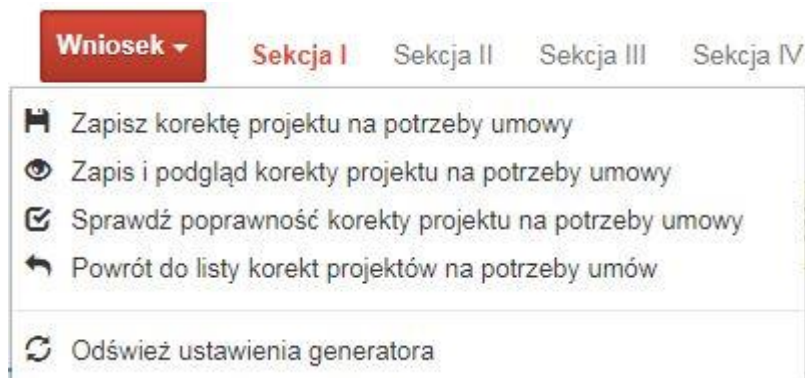 Wniosek Sekcja I Sekcja II Sekcja III Sekcja IV
Zapisz korektę projektu na potrzeby umowy
Zapis i podgląd korekty projektu na potrzeby umowy
Sprawdź poprawność korekty projektu na potrzeby umowy
Powrót do listy korekt projektów na potrzeby umów
Odśwież ustawienia generatora